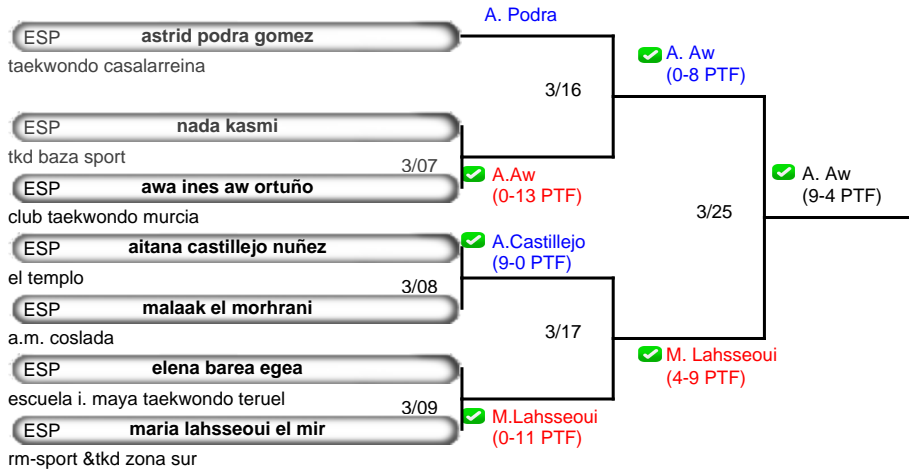 A. Podra
ESP astrid podra gomez
taekwondo casalarreina
A. Aw
(0-8 PTF)
3/16
ESP nada kasmi
tkd baza sport
3/07
A.Aw
(0-13 PTF)
A. Aw
(9-4 PTF)
ESP awa ines aw ortuño
club taekwondo murcia
3/25
ESP aitana castillejo nuñez
A.Castillejo
(9-0 PTF)
el templo
3/08
ESP malaak el morhrani
a.m. coslada
3/17
M. Lahsseoui
(4-9 PTF)
ESP elena barea egea
escuela i. maya taekwondo teruel
3/09
M.Lahsseoui
(0-11 PTF)
ESP maria lahsseoui el mir
rm-sport &tkd zona sur